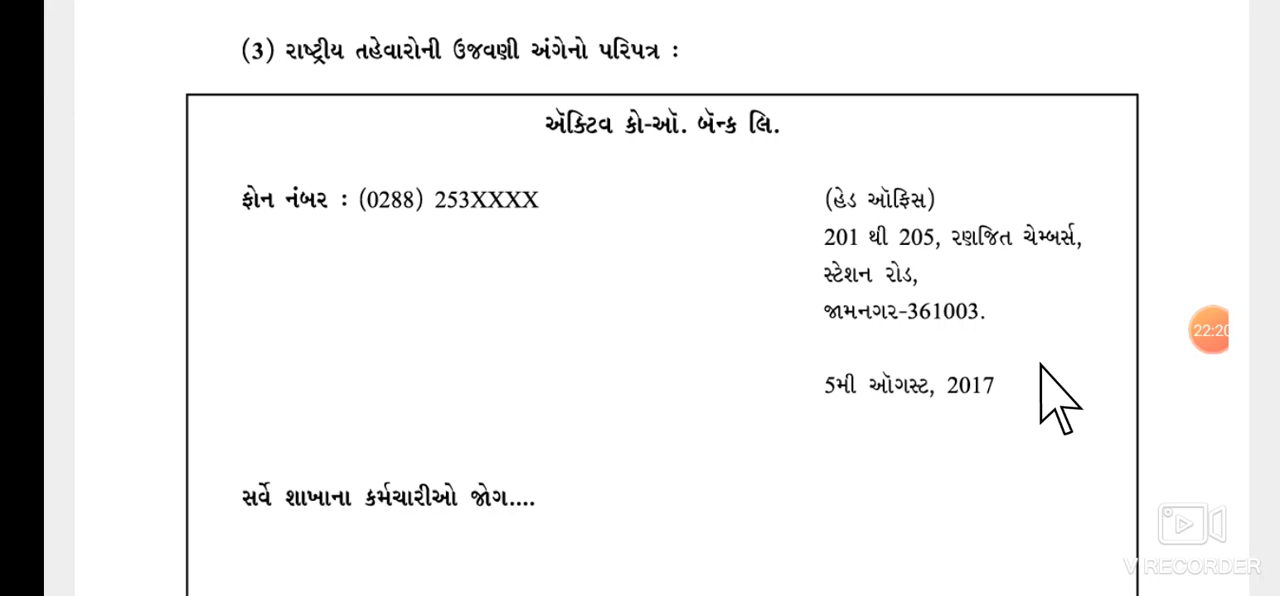 (3) રાષ્ટ્રીય તહેવારોની ઉજવણી અંગેનો પરિપત્ર :
ઍક્ટિવ કો-ઑ. બૅન્ક લિ.
ફોન નંબર : (0288) 253XXXX
(હેડ ઑફિસ)
201 થી 205, રણજિત ચેમ્બર્સ,
સ્ટેશન રોડ,
જામનગર-361003.
22:20
5મી ઑગસ્ટ, 2017
સર્વે શાખાના કર્મચારીઓ જોગ....
V RECORDER